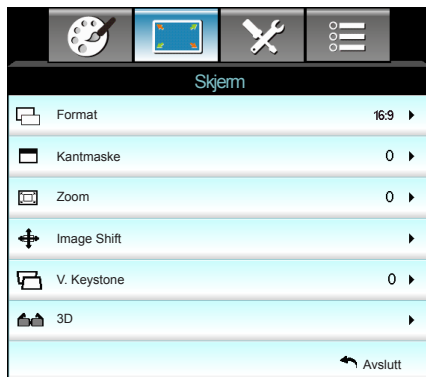 Skjerm
Format 16:9
Kantmaske 0
Zoom 0
Image Shift
V. Keystone 0
3D
Avslutt